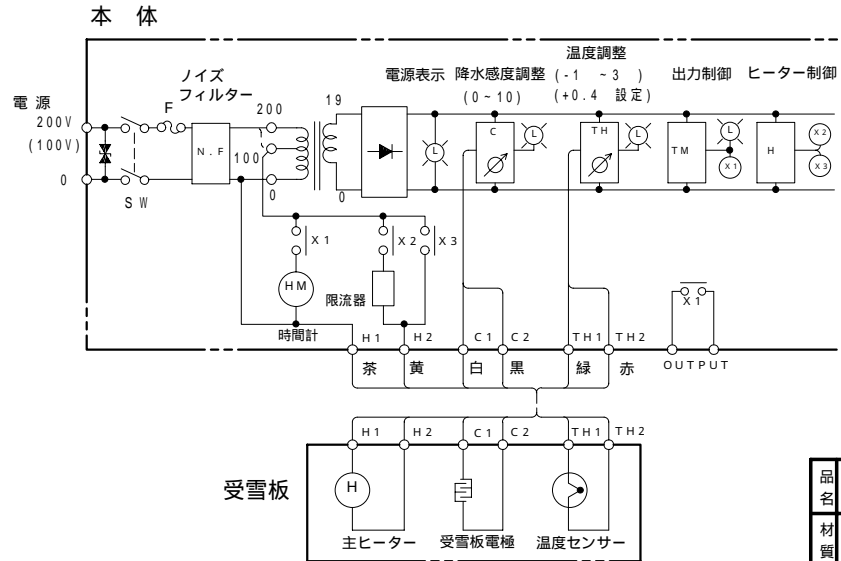 本 体
電 源
200V
(100V)
0
F
S W
ノイズ
フィルター
N . F
200
100
0
19
0
電源表示
降水感度調整
(0~10)
温度調整
(-1 ~3 )
(+0.4 設定)
出力制御
ヒーター制御
L
C
L
TH
L
TM
L
X1
H
X2
X3
X1
X2
X3
HM
時間計
限流器
X1
OUTPUT
H1
H2
C1
C2
TH1
TH2
茶
黄
白
黒
緑
赤
H1
H2
C1
C2
TH1
TH2
受雪板
H
主ヒーター
受雪板電極
温度センサー
品
名
材
質